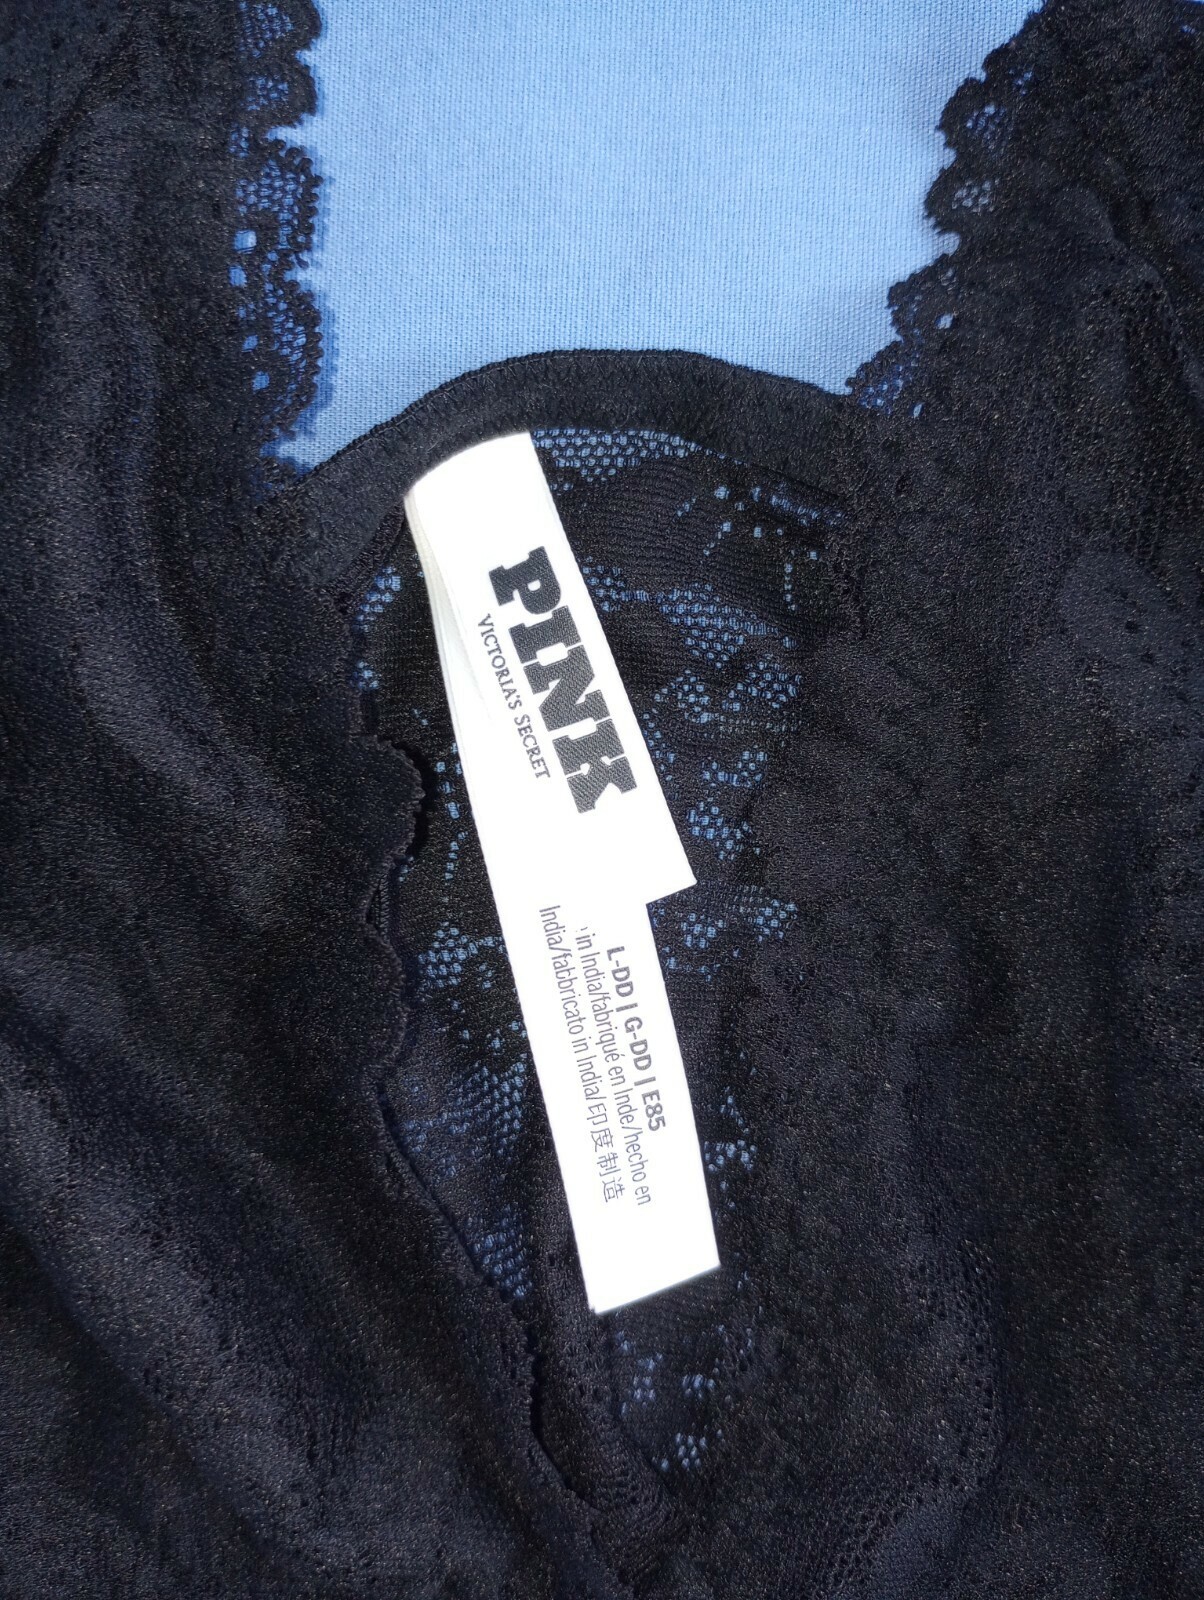 PINK
VICTORIA'S SECRET
L-DD | G-DD | E85
in India/fabriqué en Inde/hecho en
India/fabbricato in India/印度制造